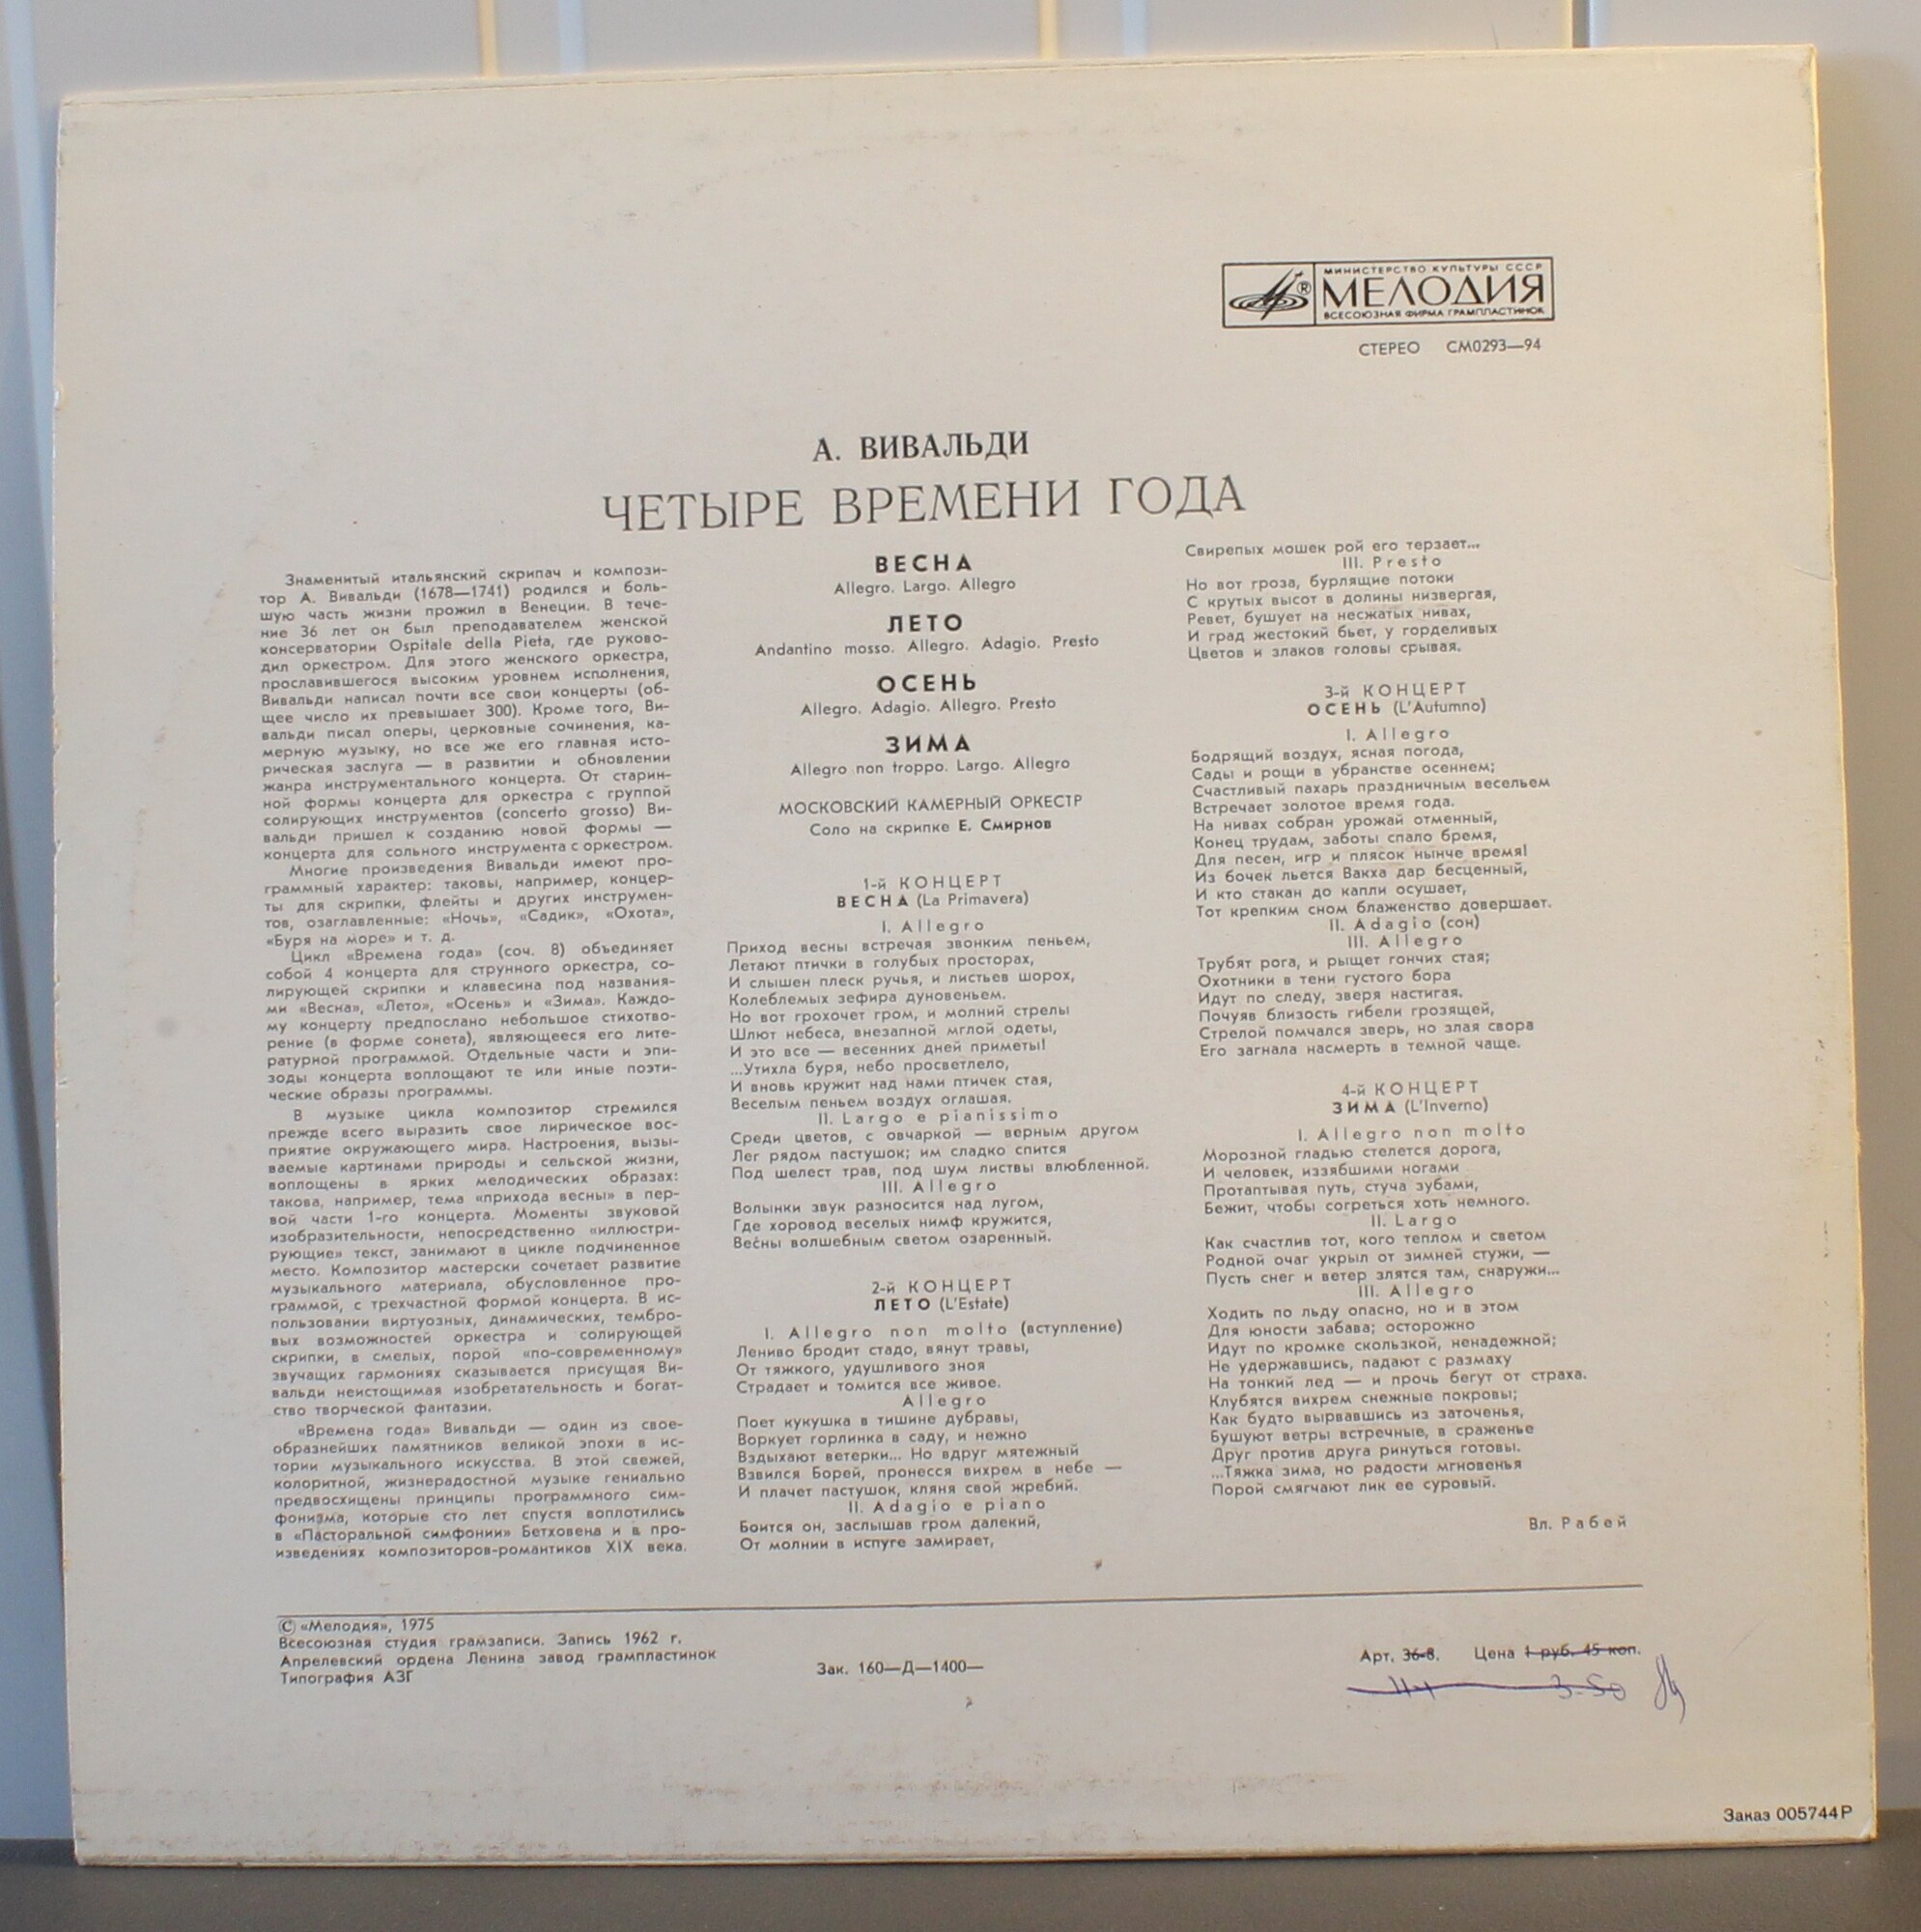 МИНИСТЕРСТВО КУЛЬТУРЫ СССР
МЕЛОДИЯ
ВСЕСОЮЗНАЯ ФИРМА ГРАМПЛАСТИНОК
СТЕРЕО СМ0293—94
А. ВИВАЛЬДИ
ЧЕТЫРЕ ВРЕМЕНИ ГОДА
Знаменитый итальянский скрипач и компози-
тор А. Вивальди (1678—1741) родился и боль-
шую часть жизни прожил в Венеции. В тече-
ние 36 лет он был преподавателем женской
консерватории Ospitale della Pieta, где руково-
дил оркестром. Для этого женского оркестра,
прославившегося высоким уровнем исполнения,
Вивальди написал почти все свои концерты (об-
щее число их превышает 300). Кроме того, Ви-
вальди писал оперы, церковные сочинения, ка-
мерную музыку, но все же его главная исто-
рическая заслуга — в развитии и обновлении
жанра инструментального концерта. От старин-
ной формы концерта для оркестра с группой
солирующих инструментов (concerto grosso) Ви-
вальди пришел к созданию новой формы —
концерта для сольного инструмента с оркестром.
Многие произведения Вивальди имеют про-
граммный характер: таковы, например, концер-
ты для скрипки, флейты и других инструмен-
тов, озаглавленные: «Ночь», «Садик», «Охота»,
«Буря на море» и т. д.
Цикл «Времена года» (соч. 8) объединяет
собой 4 концерта для струнного оркестра, со-
лирующей скрипки и клавесина под названия-
ми «Весна», «Лето», «Осень» и «Зима». Каждо-
му концерту предпослано небольшое стихотво-
рение (в форме сонета), являющееся его лите-
ратурной программой. Отдельные части и эпи-
зоды концерта воплощают те или иные поэти-
ческие образы программы.
В музыке цикла композитор стремился
прежде всего выразить свое лирическое вос-
приятие окружающего мира. Настроения, вызы-
ваемые картинами природы и сельской жизни,
воплощены в ярких мелодических образах:
такова, например, тема «прихода весны» в пер-
вой части 1-го концерта. Моменты звуковой
изобразительности, непосредственно «иллюстри-
рующие» текст, занимают в цикле подчиненное
место. Композитор мастерски сочетает развитие
музыкального материала, обусловленное про-
граммой, с трехчастной формой концерта. В ис-
пользовании виртуозных, динамических, тембро-
вых возможностей оркестра и солирующей
скрипки, в смелых, порой «по-современному»
звучащих гармониях сказывается присущая Ви-
вальди неистощимая изобретательность и богат-
ство творческой фантазии.
«Времена года» Вивальди — один из свое-
образнейших памятников великой эпохи в ис-
тории музыкального искусства. В этой свежей,
колоритной, жизнерадостной музыке гениально
предвосхищены принципы программного сим-
фонизма, которые сто лет спустя воплотились
в «Пасторальной симфонии» Бетховена и в про-
изведениях композиторов-романтиков XIX века.
ВЕСНА
Allegro. Largo. Allegro
ЛЕТО
Andantino mosso. Allegro. Adagio. Presto
ОСЕНЬ
Allegro. Adagio. Allegro. Presto
ЗИМА
Allegro non troppo. Largo. Allegro
МОСКОВСКИЙ КАМЕРНЫЙ ОРКЕСТР
Соло на скрипке Е. Смирнов
1-й КОНЦЕРТ
ВЕСНА (La Primavera)
I. Allegro
Приход весны встречая звонким пеньем,
Летают птички в голубых просторах,
И слышен плеск ручья, и листьев шорох,
Колеблемых зефира дуновеньем.
Но вот грохочет гром, и молний стрелы
Шлют небеса, внезапной мглой одеты,
И это все — весенних дней приметы!
...Утихла буря, небо просветлело,
И вновь кружит над нами птичек стая,
Веселым пеньем воздух оглашая.
II. Largo e pianissimo
Среди цветов, с овчаркой — верным другом
Лег рядом пастушок; им сладко спится
Под шелест трав, под шум листвы влюбленной.
III. Allegro
Волынки звук разносится над лугом,
Где хоровод веселых нимф кружится,
Весны волшебным светом озаренный.
2-й КОНЦЕРТ
ЛЕТО (L'Estate)
I. Allegro non molto (вступление)
Лениво бродит стадо, вянут травы,
От тяжкого, удушливого зноя
Страдает и томится все живое.
Allegro
Поет кукушка в тишине дубравы,
Воркует горлинка в саду, и нежно
Вздыхают ветерки... Но вдруг мятежный
Взвился Борей, пронесся вихрем в небе —
И плачет пастушок, кляня свой жребий.
II. Adagio e piano
Боится он, заслышав гром далекий,
От молнии в испуге замирает,
Свирепых мошек рой его терзает...
III. Presto
Но вот гроза, бурлящие потоки
С крутых высот в долины низвергая,
Ревет, бушует на несжатых нивах,
И град жестокий бьет, у горделивых
Цветов и злаков головы срывая.
3-й КОНЦЕРТ
ОСЕНЬ (L'Autumno)
I. Allegro
Бодрящий воздух, ясная погода,
Сады и рощи в убранстве осеннем;
Счастливый пахарь праздничным весельем
Встречает золотое время года.
На нивах собран урожай отменный,
Конец трудам, заботы спало бремя,
Для песен, игр и плясок нынче время!
Из бочек льется Вакха дар бесценный,
И кто стакан до капли осушает,
Тот крепким сном блаженство довершает.
II. Adagio (сон)
III. Allegro
Трубят рога, и рыщет гончих стая;
Охотники в тени густого бора
Идут по следу, зверя настигая.
Почуяв близость гибели грозящей,
Стрелой помчался зверь, но злая свора
Его загнала насмерть в темной чаще.
4-й КОНЦЕРТ
ЗИМА (L'Inverno)
I. Allegro non molto
Морозной гладью стелется дорога,
И человек, иззябшими ногами
Протаптывая путь, стуча зубами,
Бежит, чтобы согреться хоть немного.
II. Largo
Как счастлив тот, кого теплом и светом
Родной очаг укрыл от зимней стужи, —
Пусть снег и ветер злятся там, снаружи...
III. Allegro
Ходить по льду опасно, но и в этом
Для юности забава; осторожно
Идут по кромке скользкой, ненадежной;
Не удержавшись, падают с размаху
На тонкий лед — и прочь бегут от страха.
Клубятся вихрем снежные покровы;
Как будто вырвавшись из заточенья,
Бушуют ветры встречные, в сраженье
Друг против друга ринуться готовы.
...Тяжка зима, но радости мгновенья
Порой смягчают лик ее суровый.
Вл. Рабей
© «Мелодия», 1975
Всесоюзная студия грамзаписи. Запись 1962 г.
Апрелевский ордена Ленина завод грампластинок
Типография АЗГ
Зак. 160—Д—1400—
Арт. 36-8. Цена 1 руб. 45 коп.
3-50
Заказ 005744Р